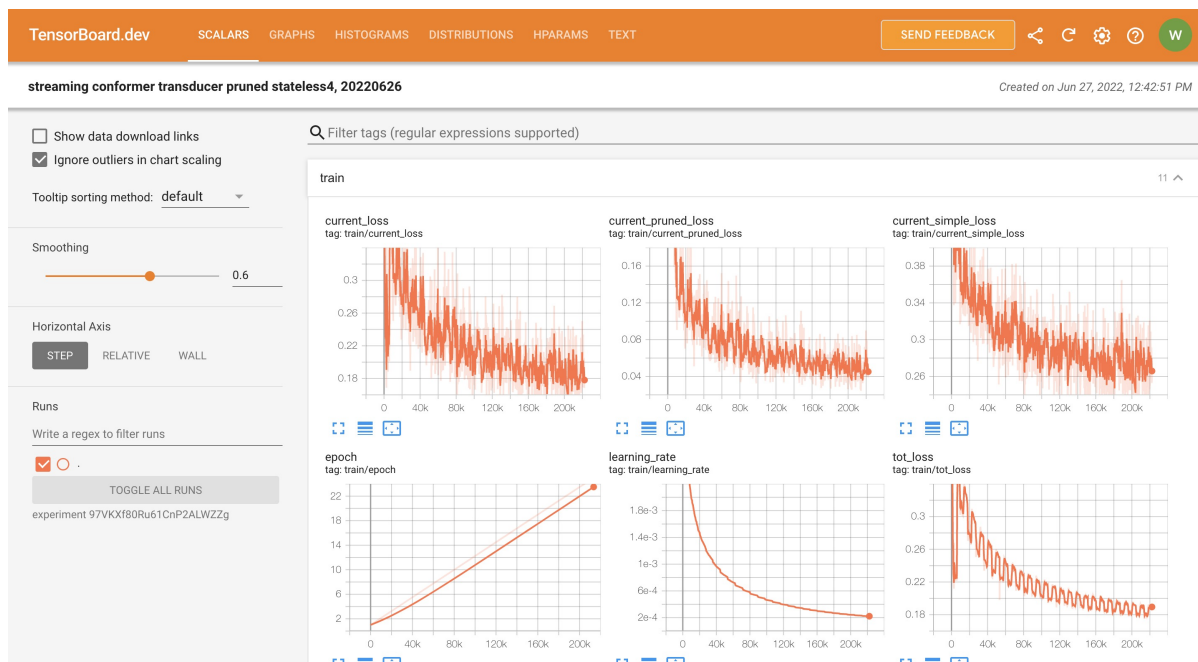 TensorBoard.dev SCALARS GRAPHS HISTOGRAMS DISTRIBUTIONS HPARAMS TEXT SEND FEEDBACK W
streaming conformer transducer pruned stateless4, 20220626 Created on Jun 27, 2022, 12:42:51 PM
Show data download links
Ignore outliers in chart scaling
Tooltip sorting method: default
Smoothing
0.6
Horizontal Axis
STEP RELATIVE WALL
Runs
Write a regex to filter runs
.
TOGGLE ALL RUNS
experiment 97VKXf80Ru61CnP2ALWZZg
Filter tags (regular expressions supported)
train 11
current_loss
tag: train/current_loss
0.3
0.26
0.22
0.18
0 40k 80k 120k 160k 200k
current_pruned_loss
tag: train/current_pruned_loss
0.16
0.12
0.08
0.04
0 40k 80k 120k 160k 200k
current_simple_loss
tag: train/current_simple_loss
0.38
0.34
0.3
0.26
0 40k 80k 120k 160k 200k
epoch
tag: train/epoch
22
18
14
10
6
2
0 40k 80k 120k 160k 200k
learning_rate
tag: train/learning_rate
1.8e-3
1.4e-3
1e-3
6e-4
2e-4
0 40k 80k 120k 160k 200k
tot_loss
tag: train/tot_loss
0.3
0.26
0.22
0.18
0 40k 80k 120k 160k 200k